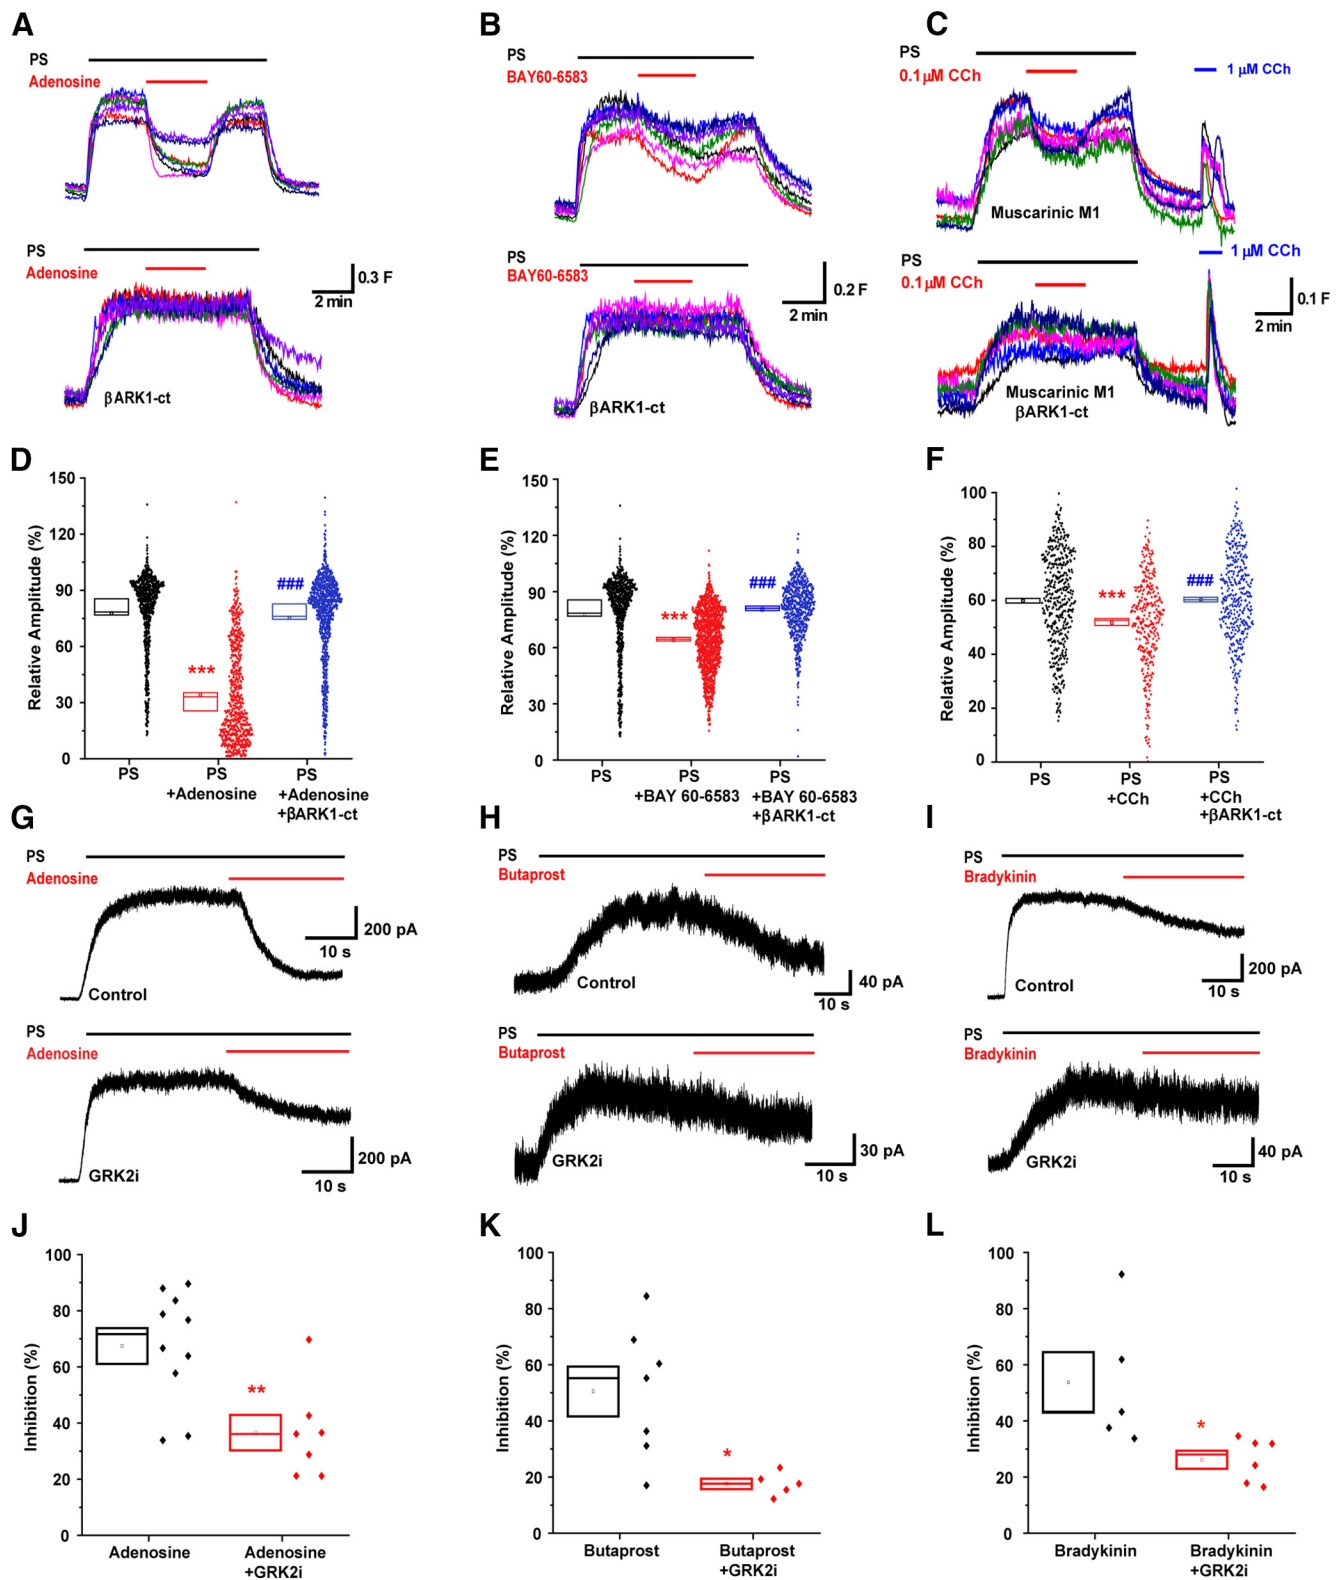 A
PS
Adenosine
PS
Adenosine
0.3 F
2 min
βARK1-ct
B
PS
BAY60-6583
PS
BAY60-6583
0.2 F
2 min
βARK1-ct
C
PS
0.1 μM CCh
1 μM CCh
Muscarinic M1
PS
1 μM CCh
0.1 μM CCh
0.1 F
2 min
Muscarinic M1
βARK1-ct
D
Relative Amplitude (%)
150
120
90
60
30
0
***
###
PS
PS
+Adenosine
PS
+Adenosine
+βARK1-ct
E
Relative Amplitude (%)
150
120
90
60
30
0
***
###
PS
PS
+BAY 60-6583
PS
+BAY 60-6583
+βARK1-ct
F
Relative Amplitude (%)
100
80
60
40
20
0
***
###
PS
PS
+CCh
PS
+CCh
+βARK1-ct
G
PS
Adenosine
200 pA
10 s
Control
PS
Adenosine
200 pA
10 s
GRK2i
H
PS
Butaprost
Control
40 pA
10 s
PS
Butaprost
GRK2i
30 pA
10 s
I
PS
Bradykinin
Control
200 pA
10 s
PS
Bradykinin
GRK2i
40 pA
10 s
J
Inhibition (%)
100
80
60
40
20
0
**
Adenosine
Adenosine
+GRK2i
K
Inhibition (%)
100
80
60
40
20
0
*
Butaprost
Butaprost
+GRK2i
L
Inhibition (%)
100
80
60
40
20
0
*
Bradykinin
Bradykinin
+GRK2i